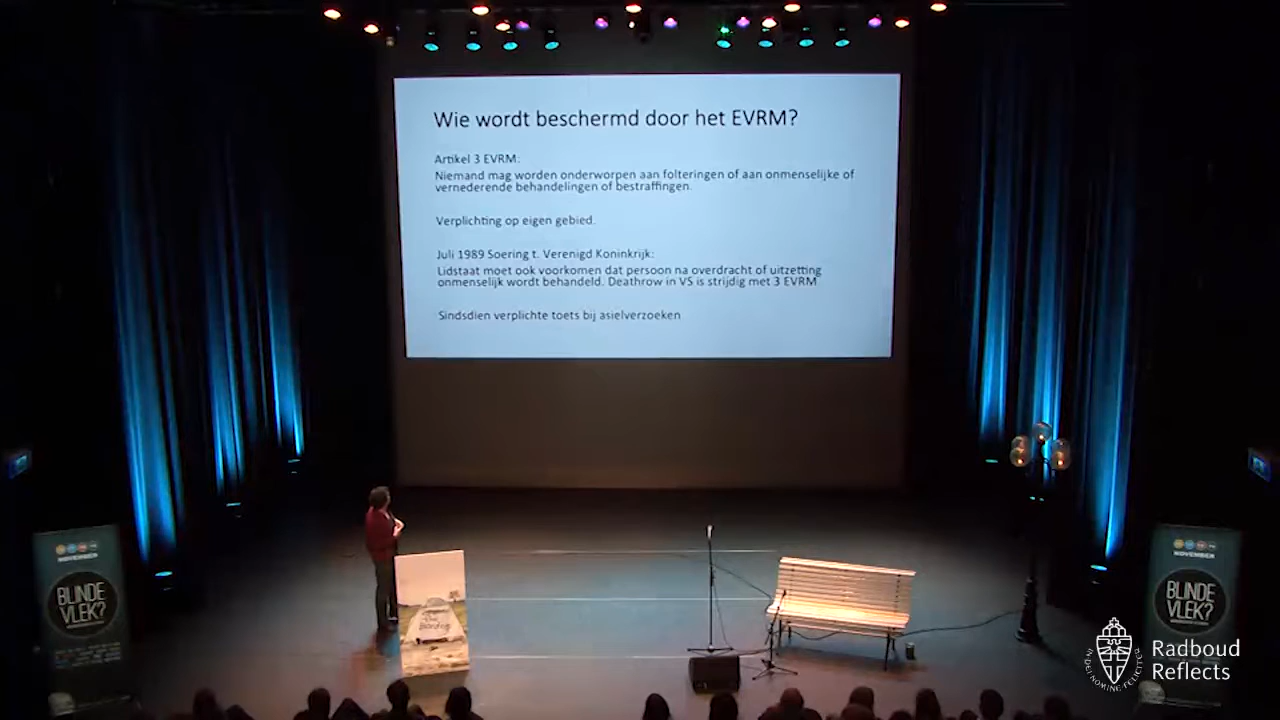 Wie wordt beschermd door het EVRM?
Artikel 3 EVRM:
Niemand mag worden onderworpen aan folteringen of aan onmenselijke of
vernederende behandelingen of bestraffingen.
Verplichting op eigen gebied.
Juli 1989 Soering t. Verenigd Koninkrijk:
Lidstaat moet ook voorkomen dat persoon na overdracht of uitzetting
onmenselijk wordt behandeld. Deathrow in VS is strijdig met 3 EVRM
Sindsdien verplichte toets bij asielverzoeken
NOVEMBER
BLINDE
VLEK?
NOVEMBER
BLINDE
VLEK?
Radboud
Reflects